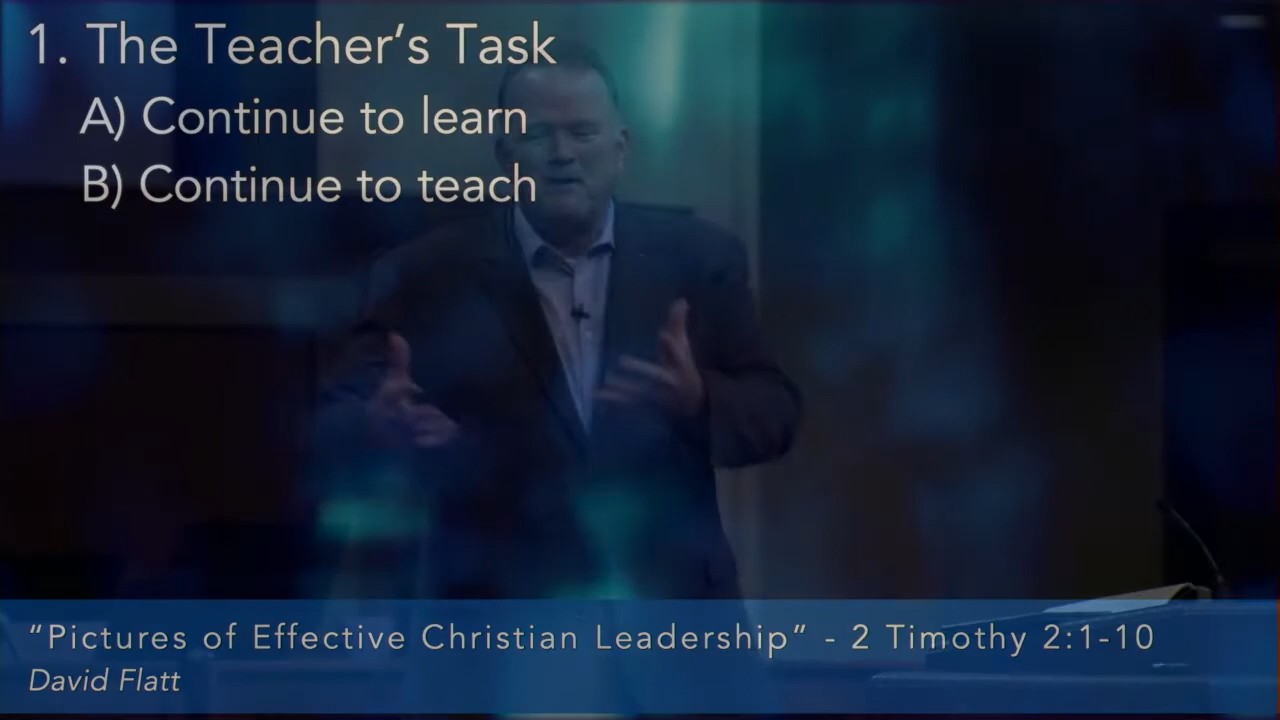 1. The Teacher’s Task
A) Continue to learn
B) Continue to teach
“Pictures of Effective Christian Leadership” - 2 Timothy 2:1-10
David Flatt